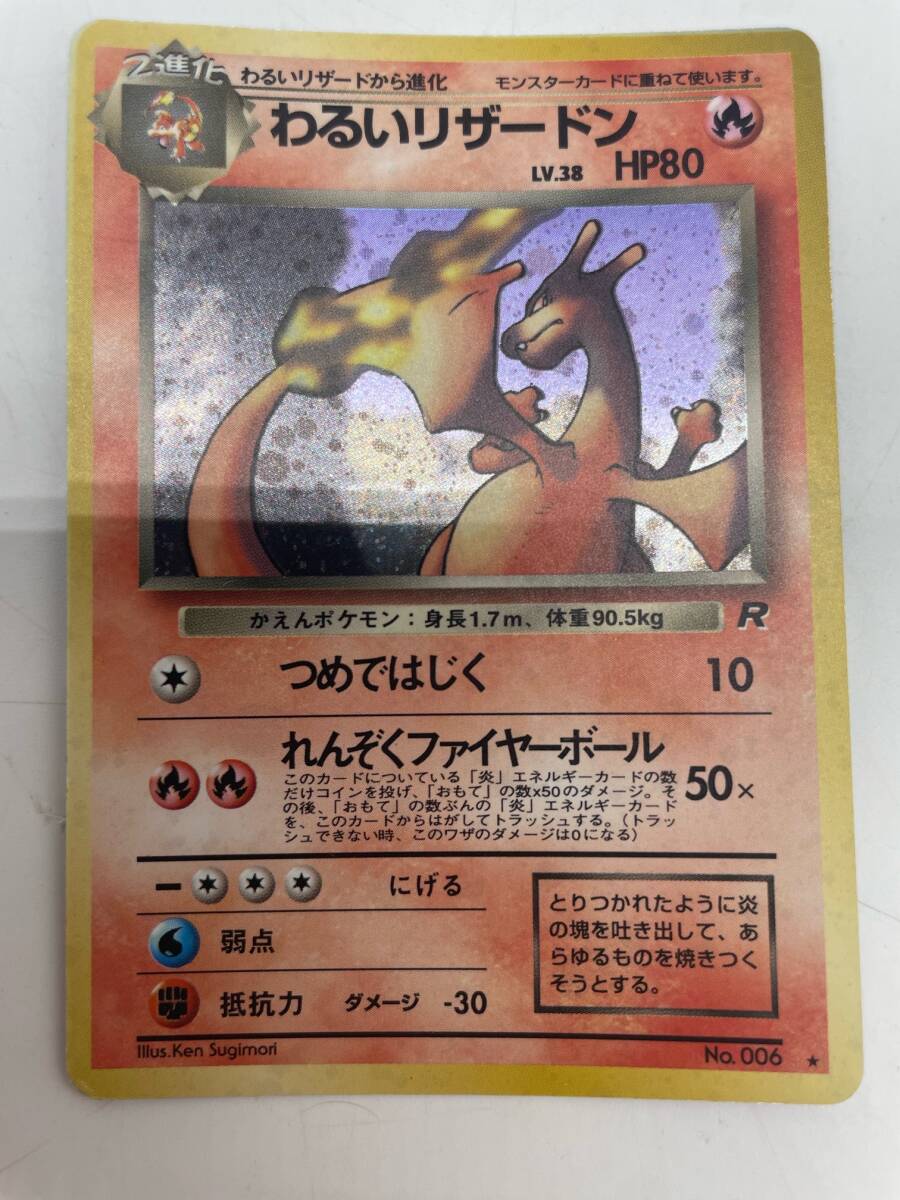 2進化
わるいリザードから進化
モンスターカードに重ねて使います。
わるいリザードン
LV.38 HP80
かえんポケモン：身長1.7m、体重90.5kg
R
つめではじく 10
れんぞくファイヤーボール
50×
このカードについている「炎」エネルギーカードの数
だけコインを投げ、「おもて」の数x50のダメージ。そ
の後、「おもて」の数ぶんの「炎」エネルギーカード
を、このカードからはがしてトラッシュする。（トラッ
シュできない時、このワザのダメージは0になる）
にげる
弱点
抵抗力 ダメージ -30
とりつかれたように炎
の塊を吐き出して、あ
らゆるものを焼きつく
そうとする。
Illus.Ken Sugimori
No. 006 ★